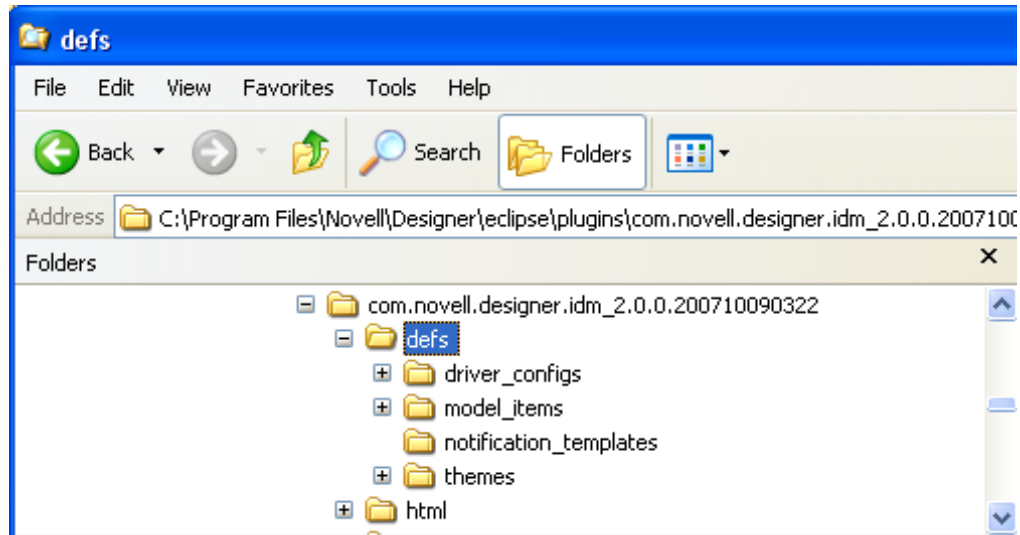 defs
File Edit View Favorites Tools Help
Back Search Folders
Address C:\Program Files\Novell\Designer\eclipse\plugins\com.novell.designer.idm_2.0.0.200710
Folders
com.novell.designer.idm_2.0.0.200710090322
defs
driver_configs
model_items
notification_templates
themes
html